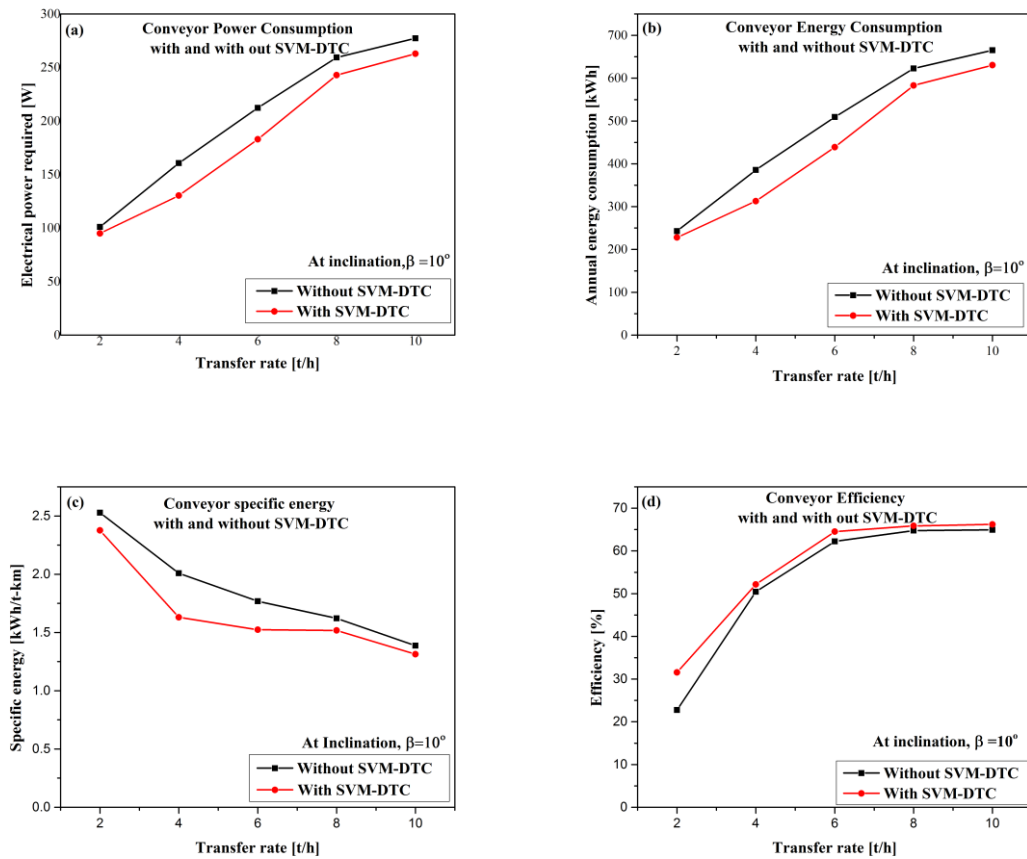 (a)
Conveyor Power Consumption
with and with out SVM-DTC
300
250
200
150
100
50
0
Electrical power required [W]
At inclination,β =10°
Without SVM-DTC
With SVM-DTC
2 4 6 8 10
Transfer rate [t/h]
(b)
Conveyor Energy Consumption
with and without SVM-DTC
700
600
500
400
300
200
100
0
Annual energy consumption [kWh]
At inclination, β=10°
Without SVM-DTC
With SVM-DTC
2 4 6 8 10
Transfer rate [t/h]
(c)
Conveyor specific energy
with and without SVM-DTC
2.5
2.0
1.5
1.0
0.5
0.0
Specific energy [kWh/t-km]
At Inclination, β=10°
Without SVM-DTC
With SVM-DTC
2 4 6 8 10
Transfer rate [t/h]
(d)
Conveyor Efficiency
with and with out SVM-DTC
70
60
50
40
30
20
10
0
Efficiency [%]
At inclination, β =10°
Without SVM-DTC
With SVM-DTC
2 4 6 8 10
Transfer rate [t/h]